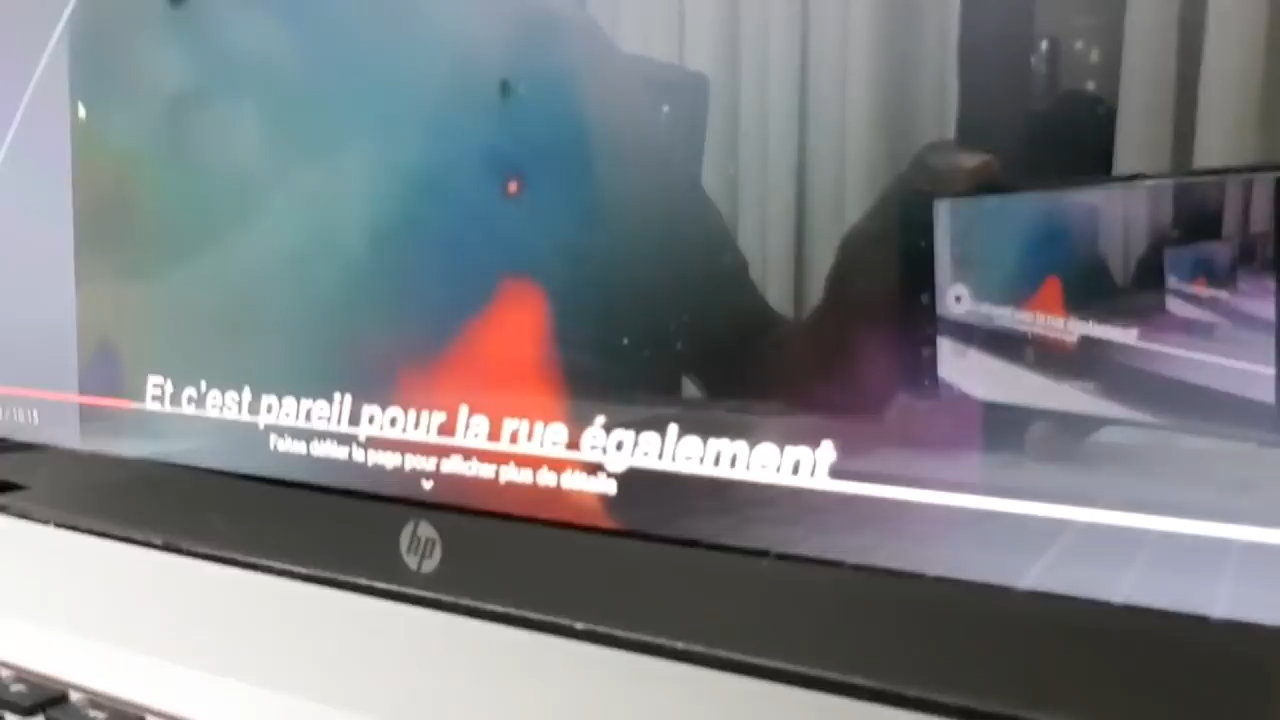 Et c'est pareil pour la rue également
Faites défiler la page pour afficher plus de détails
hp